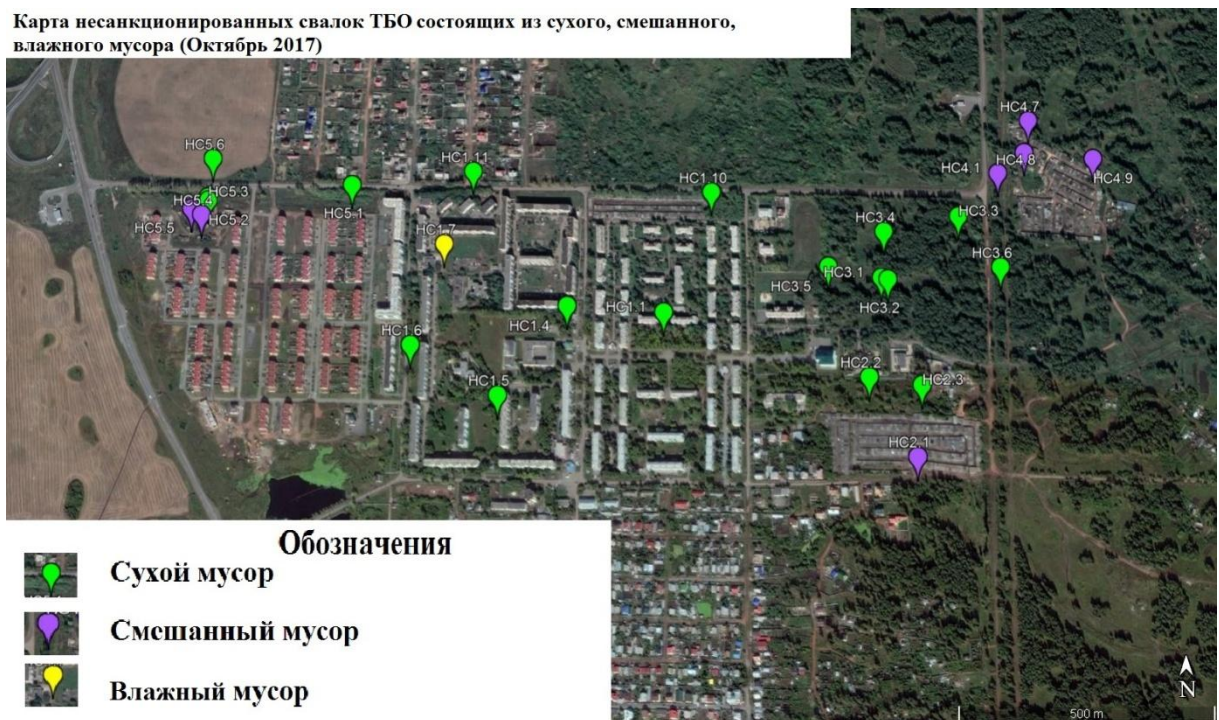 Карта несанкционированных свалок ТБО состоящих из сухого, смешанного,
влажного мусора (Октябрь 2017)
НС4.7
НС5.6
НС4.1
НС4.8
НС4.9
НС1.11
НС5.3
НС5.4
НС5.1
НС1.10
НС5.5
НС5.2
НС3.4
НС3.3
НС1.7
НС3.6
НС3.1
НС3.5
НС3.2
НС1.4
НС1.1
НС1.6
НС2.2
НС2.3
НС1.5
НС2.1
Обозначения
Сухой мусор
Смешанный мусор
Влажный мусор
N
500 m